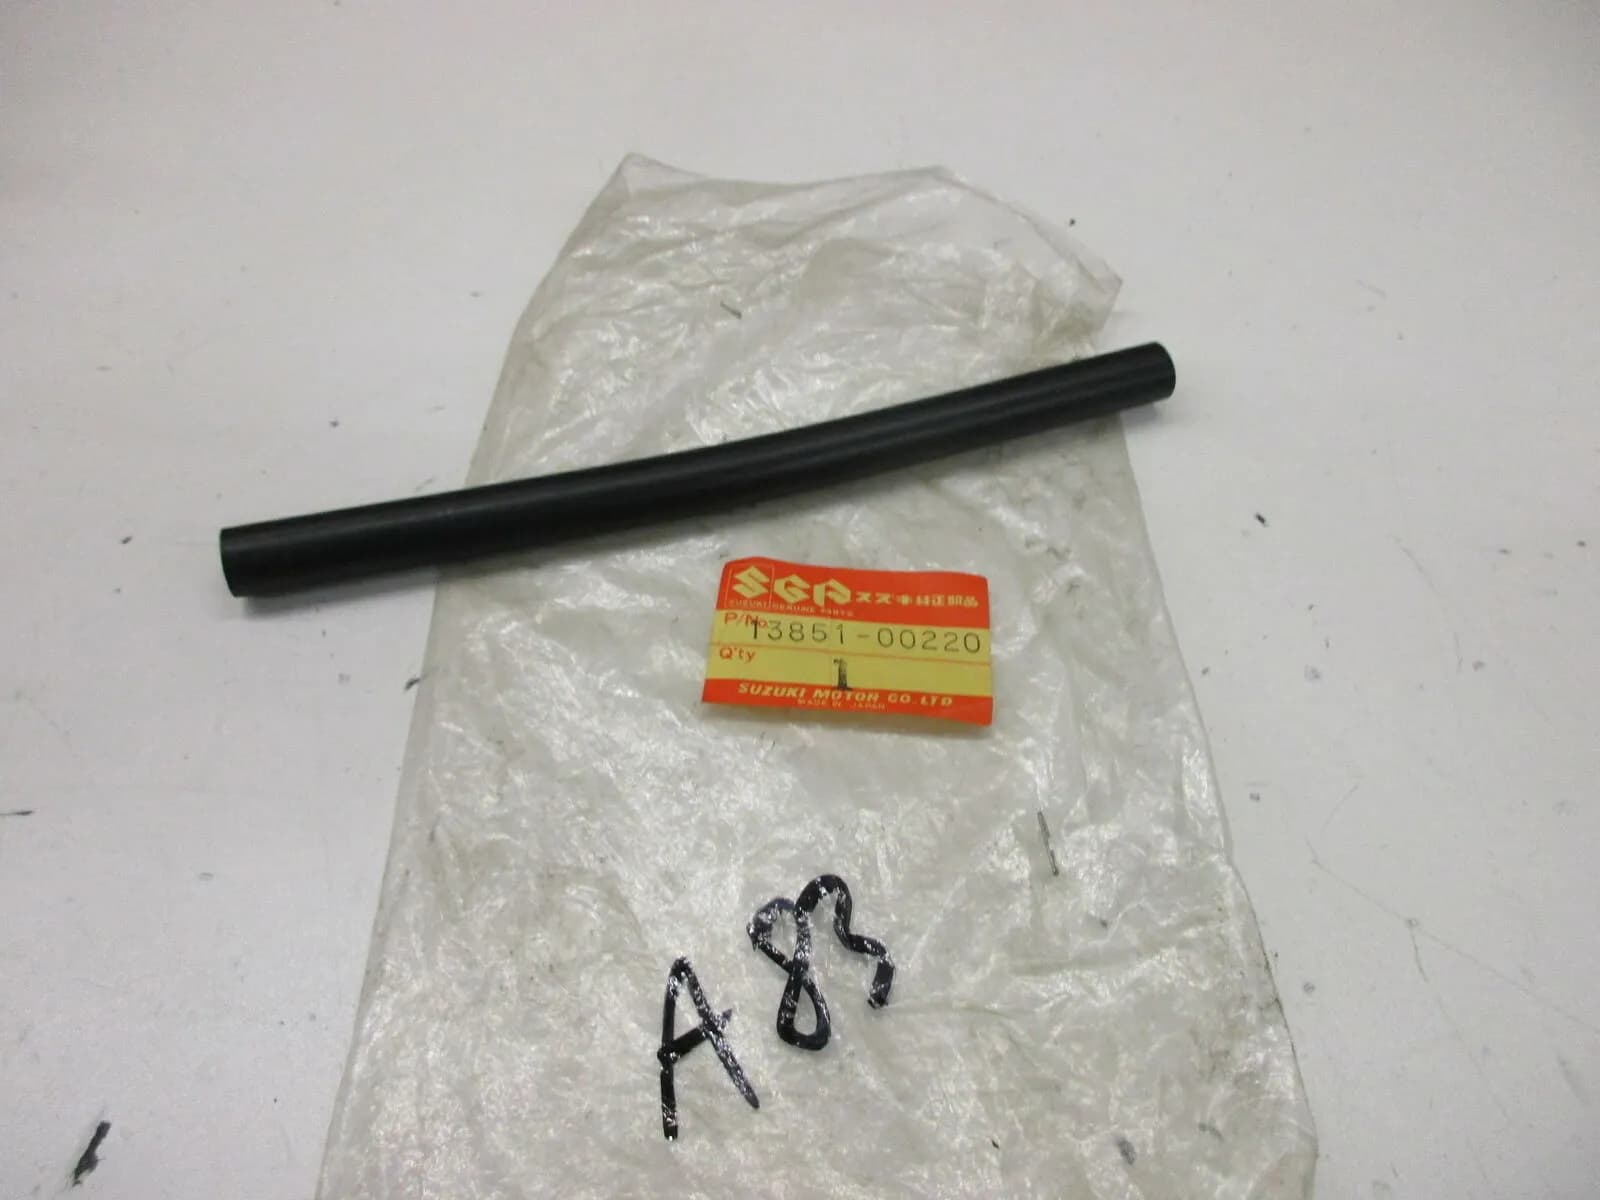 SGP スズキ純正部品
SUZUKI GENUINE PARTS
P/No. 13851-00220
Q'ty 1
SUZUKI MOTOR CO.LTD
MADE IN JAPAN
A83